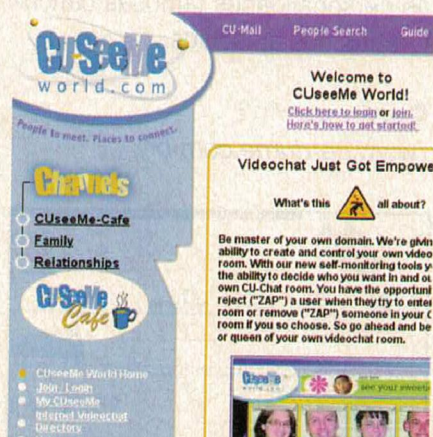 CU-SeeMe
world.com
People to meet. Places to connect.
Channels
CUseeMe-Cafe
Family
Relationships
CU-SeeMe
Cafe
CUseeMe World Home
Join / Login
My CUseeMe
Internet Videochat
Directory
CU-Mail People Search Guide
Welcome to
CUseeMe World!
Click here to login or join.
Here's how to get started!
Videochat Just Got Empowe
What's this all about?
Be master of your own domain. We're givin
ability to create and control your own video
room. With our new self-monitoring tools y
the ability to decide who you want in and ou
own CU-Chat room. You have the opportuni
reject ("ZAP") a user when they try to enter
room or remove ("ZAP") someone in your C
room if you so choose. So go ahead and be
or queen of your own videochat room.
see your sweetie